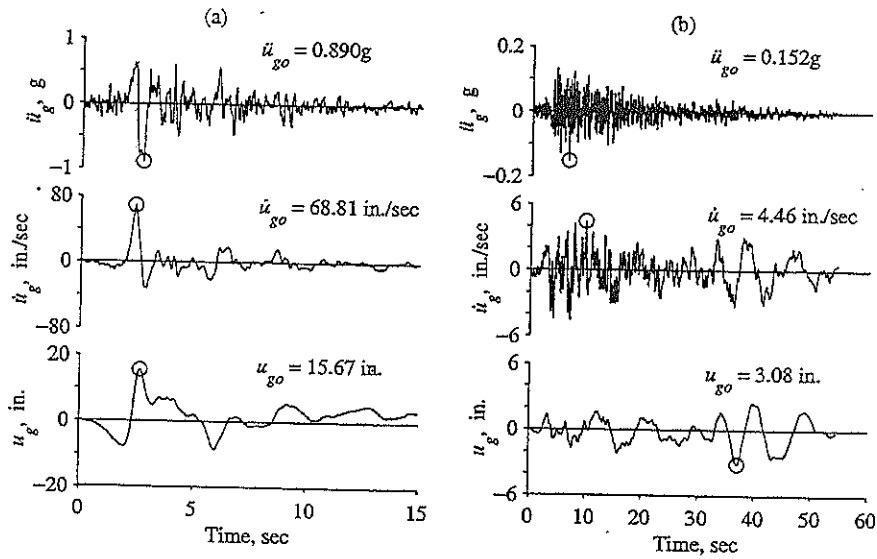 (a)
ü_go = 0.890g
ü_g, g
1
0
−1
u̇_go = 68.81 in./sec
u̇_g, in./sec
80
0
−80
u_go = 15.67 in.
u_g, in.
20
0
−20
0 5 10 15
Time, sec
(b)
ü_go = 0.152g
ü_g, g
0.2
0
−0.2
u̇_go = 4.46 in./sec
u̇_g, in./sec
6
0
−6
u_go = 3.08 in.
u_g, in.
6
0
−6
0 10 20 30 40 50 60
Time, sec